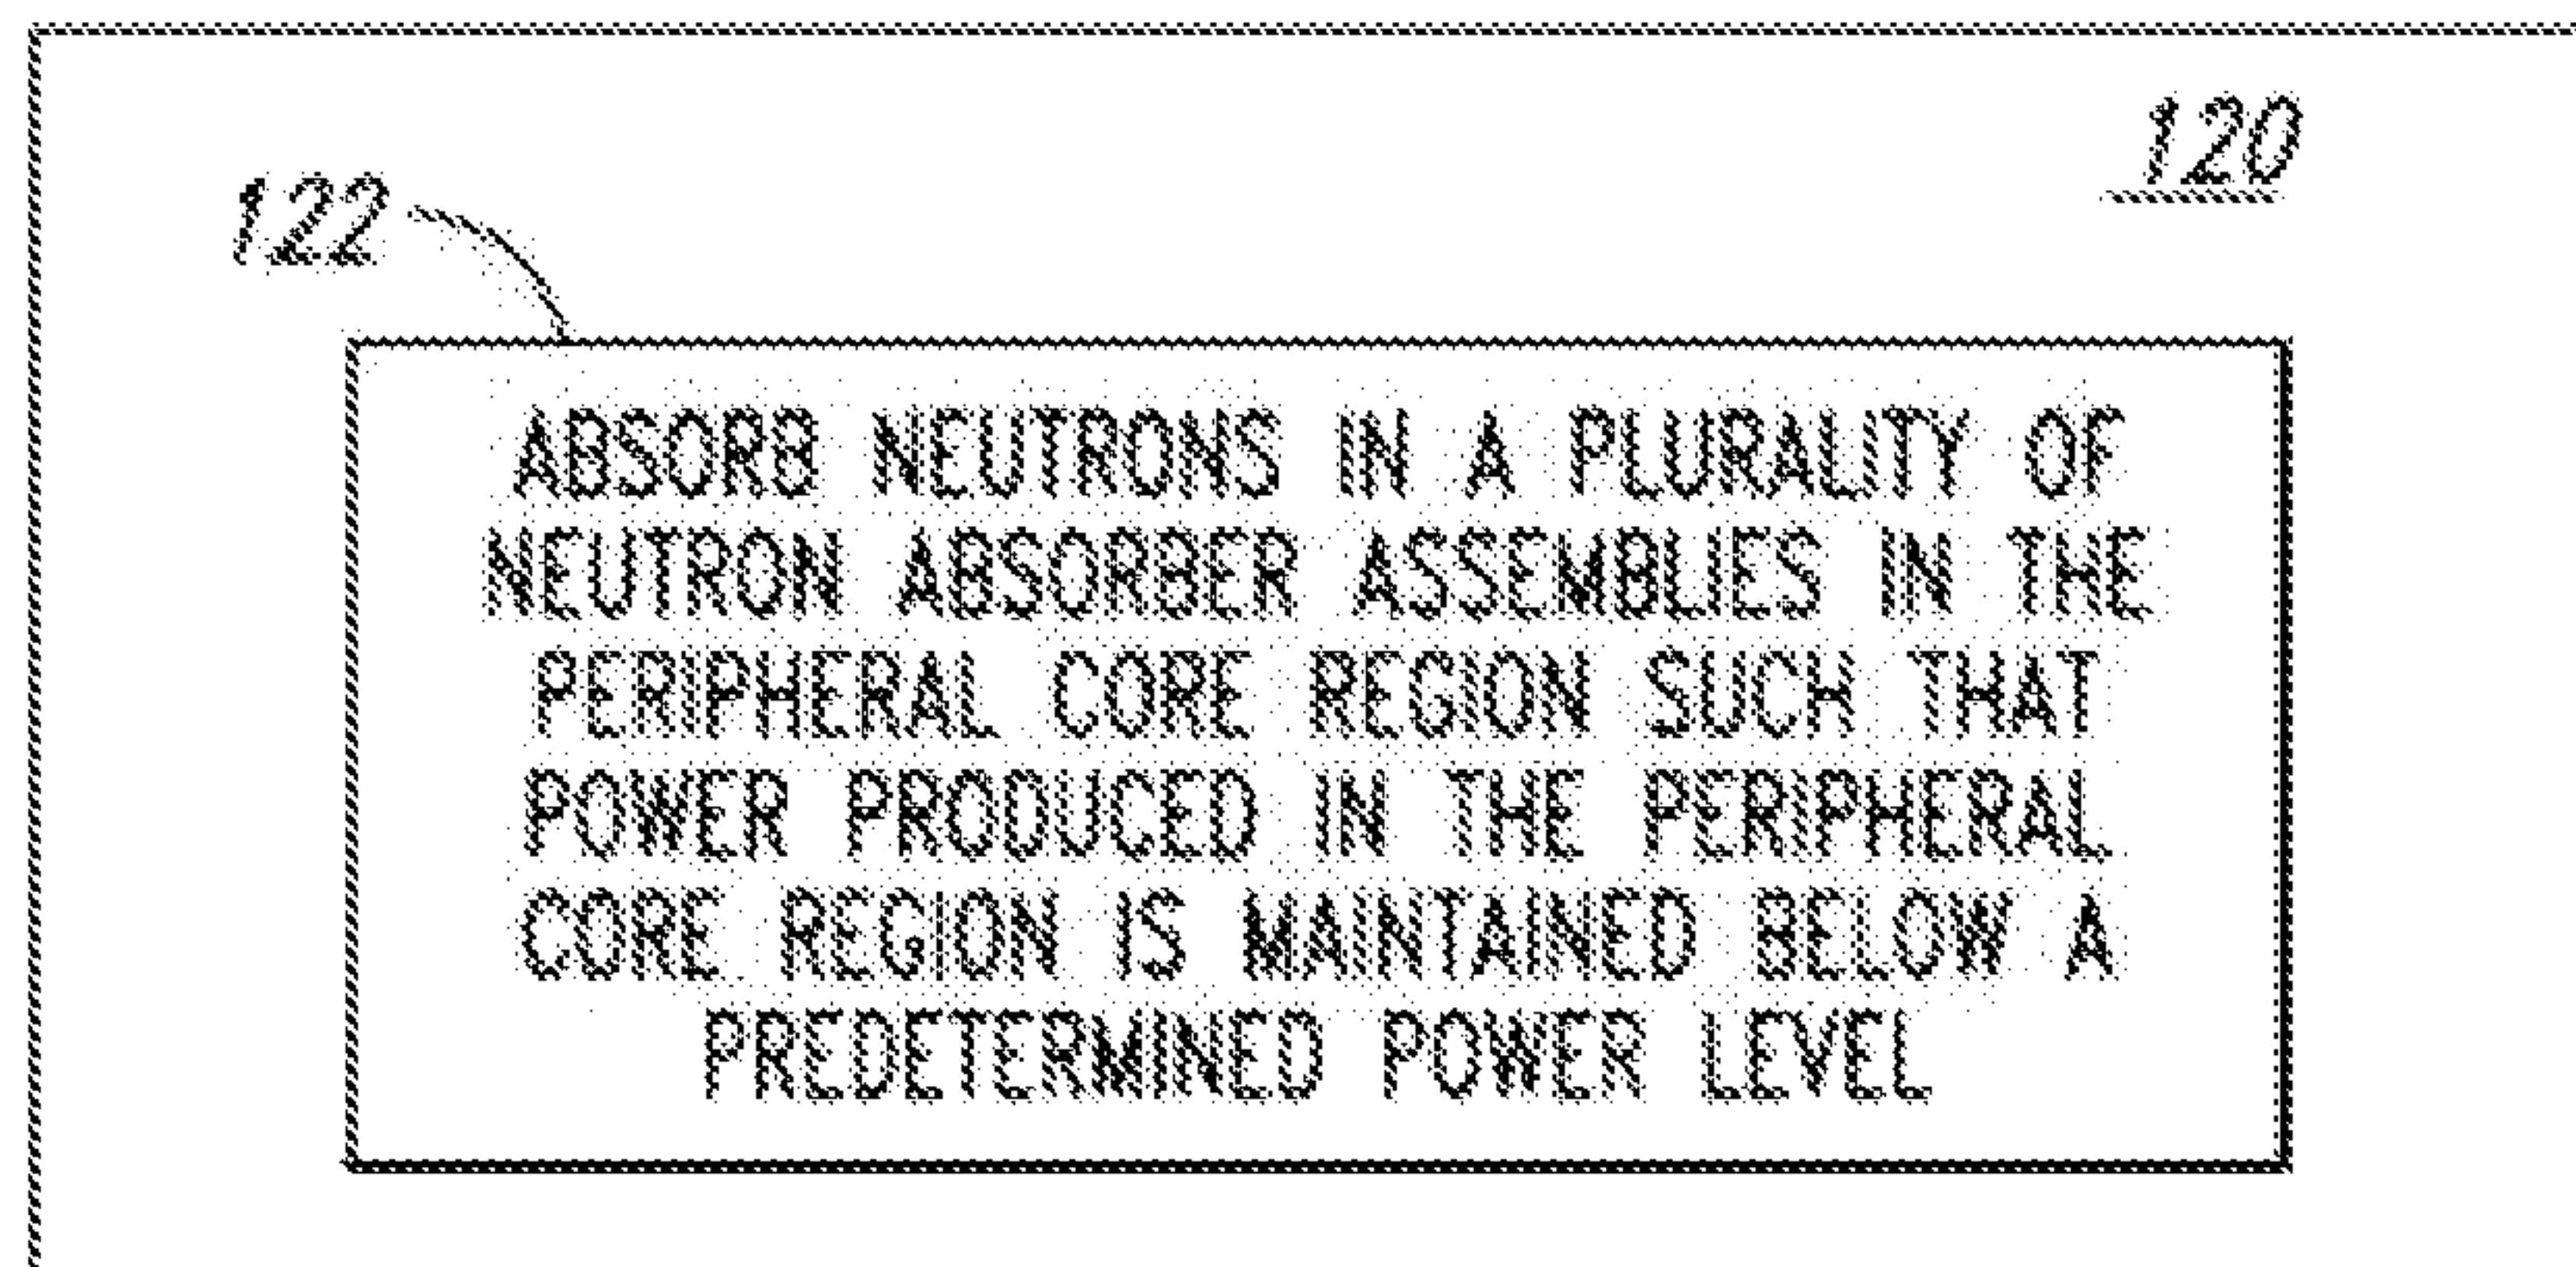 120
122
ABSORB NEUTRONS IN A PLURALITY OF
NEUTRON ABSORBER ASSEMBLIES IN THE
PERIPHERAL CORE REGION SUCH THAT
POWER PRODUCED IN THE PERIPHERAL
CORE REGION IS MAINTAINED BELOW A
PREDETERMINED POWER LEVEL